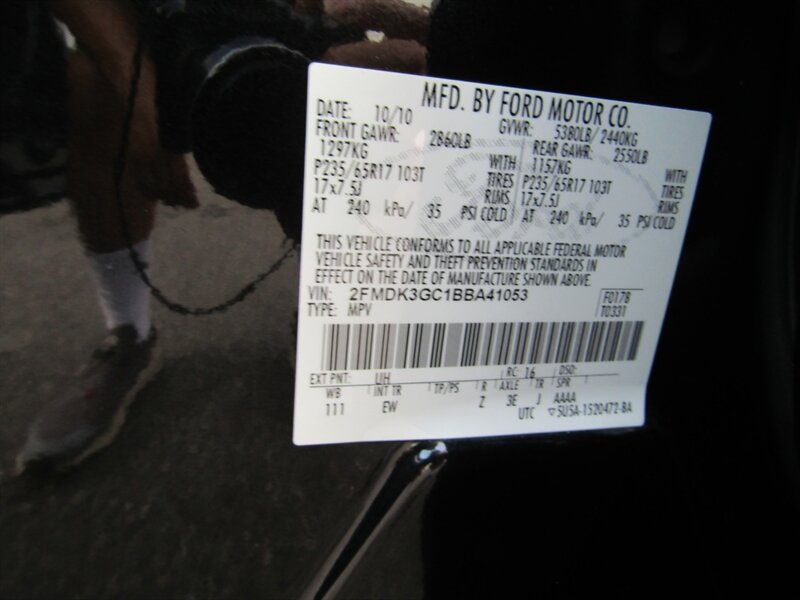 MFD. BY FORD MOTOR CO.
DATE: 10/10 GVWR: 5380LB/ 2440KG
FRONT GAWR: 2860LB REAR GAWR: 2550LB
1297KG WITH 1157KG WITH
P235/65R17 103T TIRES P235/65R17 103T TIRES
17x7.5J RIMS 17x7.5J RIMS
AT 240 kPa/ 35 PSI COLD AT 240 kPa/ 35 PSI COLD
THIS VEHICLE CONFORMS TO ALL APPLICABLE FEDERAL MOTOR
VEHICLE SAFETY AND THEFT PREVENTION STANDARDS IN
EFFECT ON THE DATE OF MANUFACTURE SHOWN ABOVE.
VIN: 2FMDK3GC1BBA41053 F0178
TYPE: MPV T0331
EXT PNT: UH RC: 16 DSO:
WB INT TR TP/PS R AXLE TR SPR
111 EW Z 3E J AAAA
UTC ▽SU5A-1520472-BA